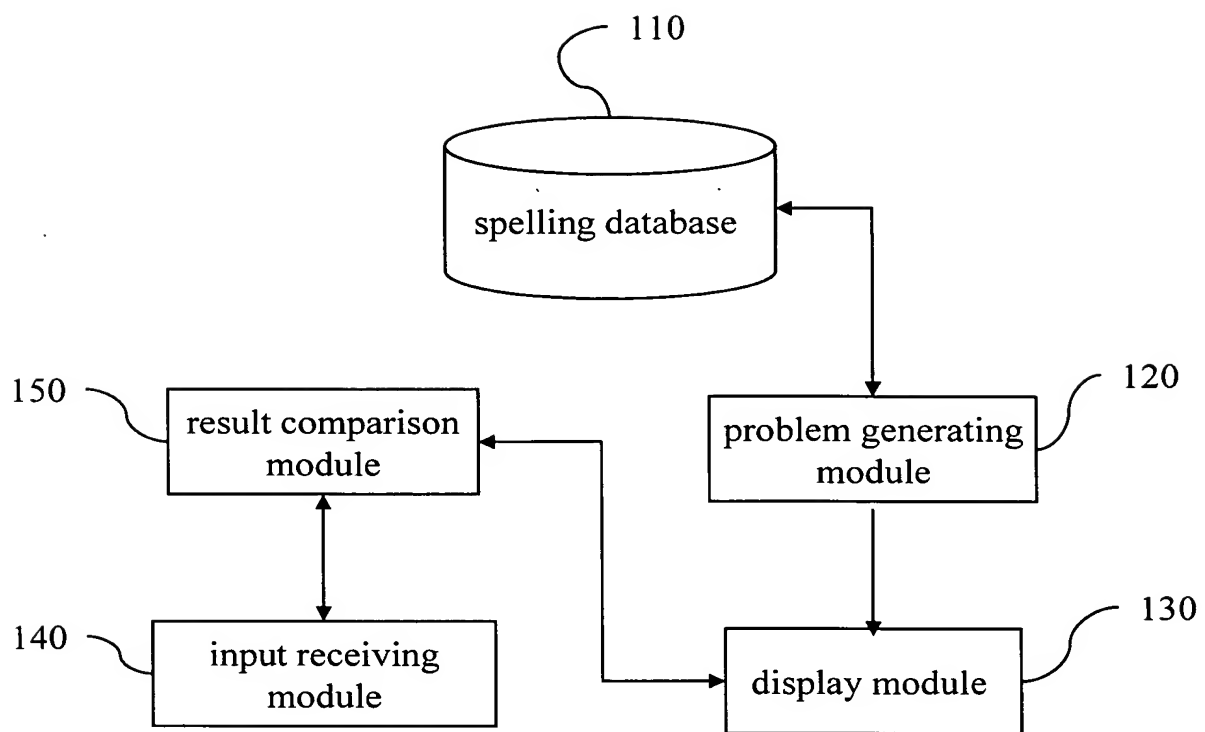 110
spelling database
150
result comparison
module
120
problem generating
module
140
input receiving
module
130
display module